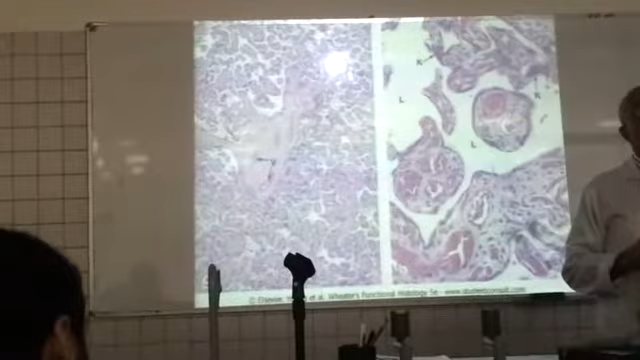 K
L
L
© Elsevier. et al. Wheater's Functional Histology 5e - www.studentconsult.com